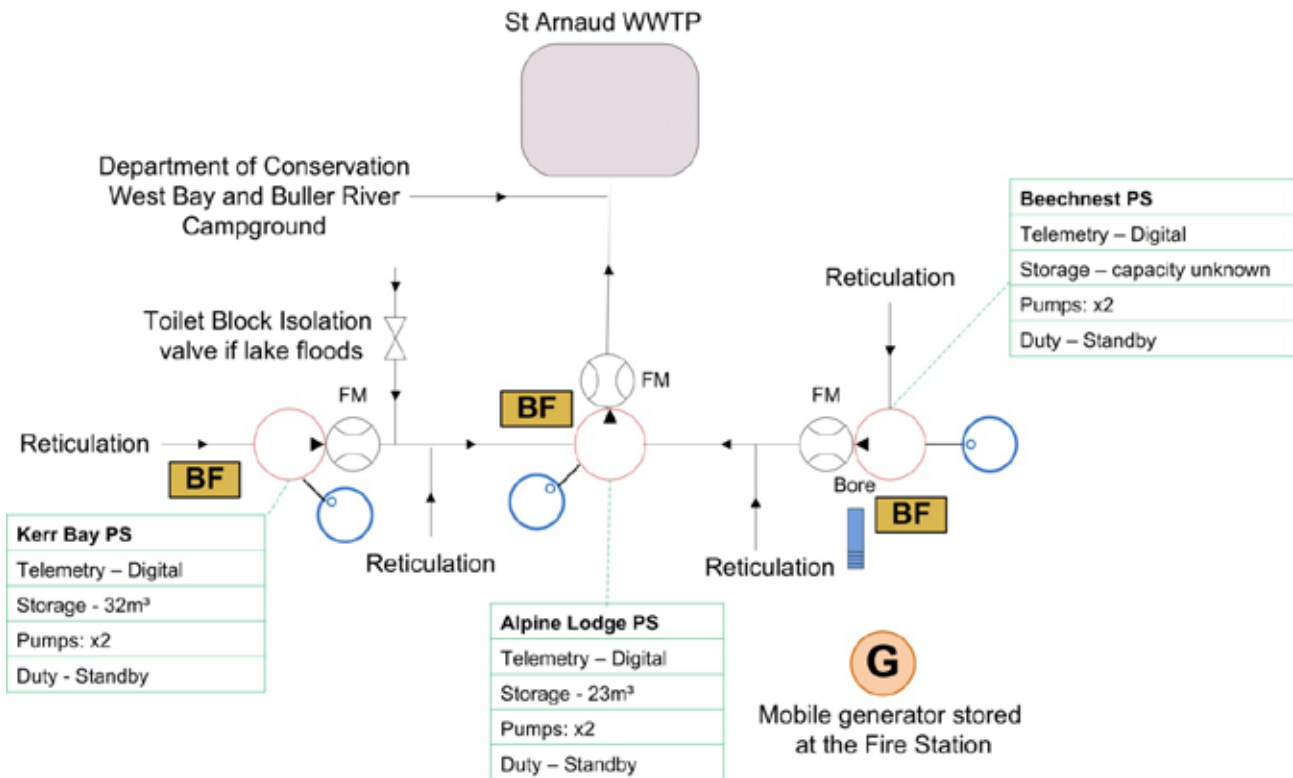 St Arnaud WWTP
Department of Conservation
West Bay and Buller River
Campground
Beechnest PS
Telemetry – Digital
Storage – capacity unknown
Pumps: x2
Duty – Standby
Reticulation
Toilet Block Isolation
valve if lake floods
FM
BF
FM
FM
Reticulation
BF
Bore
BF
Reticulation
Reticulation
Kerr Bay PS
Telemetry – Digital
Storage - 32m³
Pumps: x2
Duty - Standby
Alpine Lodge PS
Telemetry – Digital
Storage - 23m³
Pumps: x2
Duty – Standby
G
Mobile generator stored
at the Fire Station